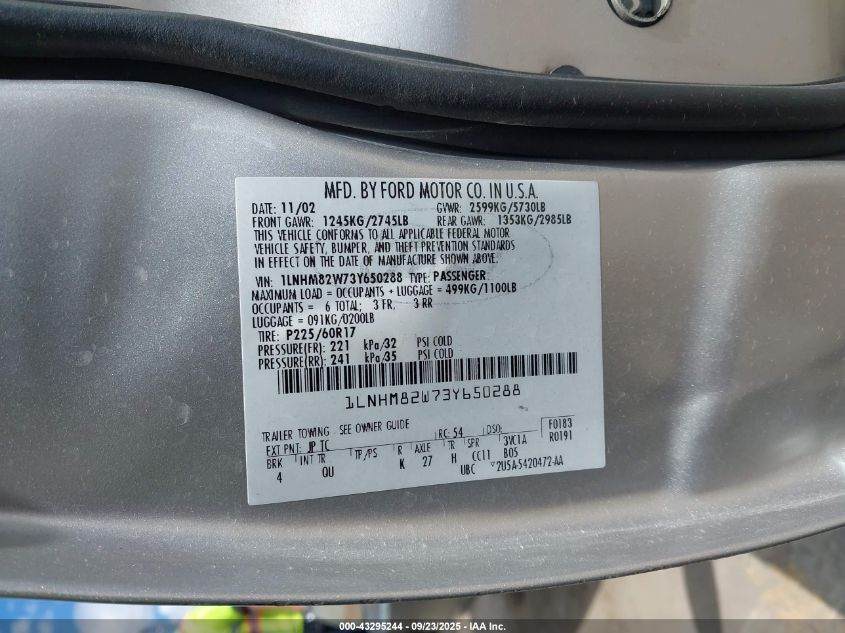 MFD. BY FORD MOTOR CO. IN U.S.A.
DATE: 11/02 GVWR: 2599KG/5730LB
FRONT GAWR: 1245KG/2745LB REAR GAWR: 1353KG/2985LB
THIS VEHICLE CONFORMS TO ALL APPLICABLE FEDERAL MOTOR
VEHICLE SAFETY, BUMPER, AND THEFT PREVENTION STANDARDS
IN EFFECT ON THE DATE OF MANUFACTURE SHOWN ABOVE.
VIN: 1LNHM82W73Y650288 TYPE: PASSENGER
MAXIMUM LOAD = OCCUPANTS + LUGGAGE = 499KG/1100LB
OCCUPANTS = 6 TOTAL; 3 FR, 3 RR
LUGGAGE = 091KG/0200LB
TIRE: P225/60R17
PRESSURE(FR): 221 kPa/32 PSI COLD
PRESSURE(RR): 241 kPa/35 PSI COLD
1LNHM82W73Y650288
TRAILER TOWING - SEE OWNER GUIDE
EXT PNT: JP TC RC: 54 DSO: F0183
R0191
BRK INT TR TP/PS R AXLE TR SPR 3VC1A
4 QU K 27 H CC11 B05
UBC 2U5A-5420472-AA
000-43295244 — 09/23/2025 — IAA Inc.